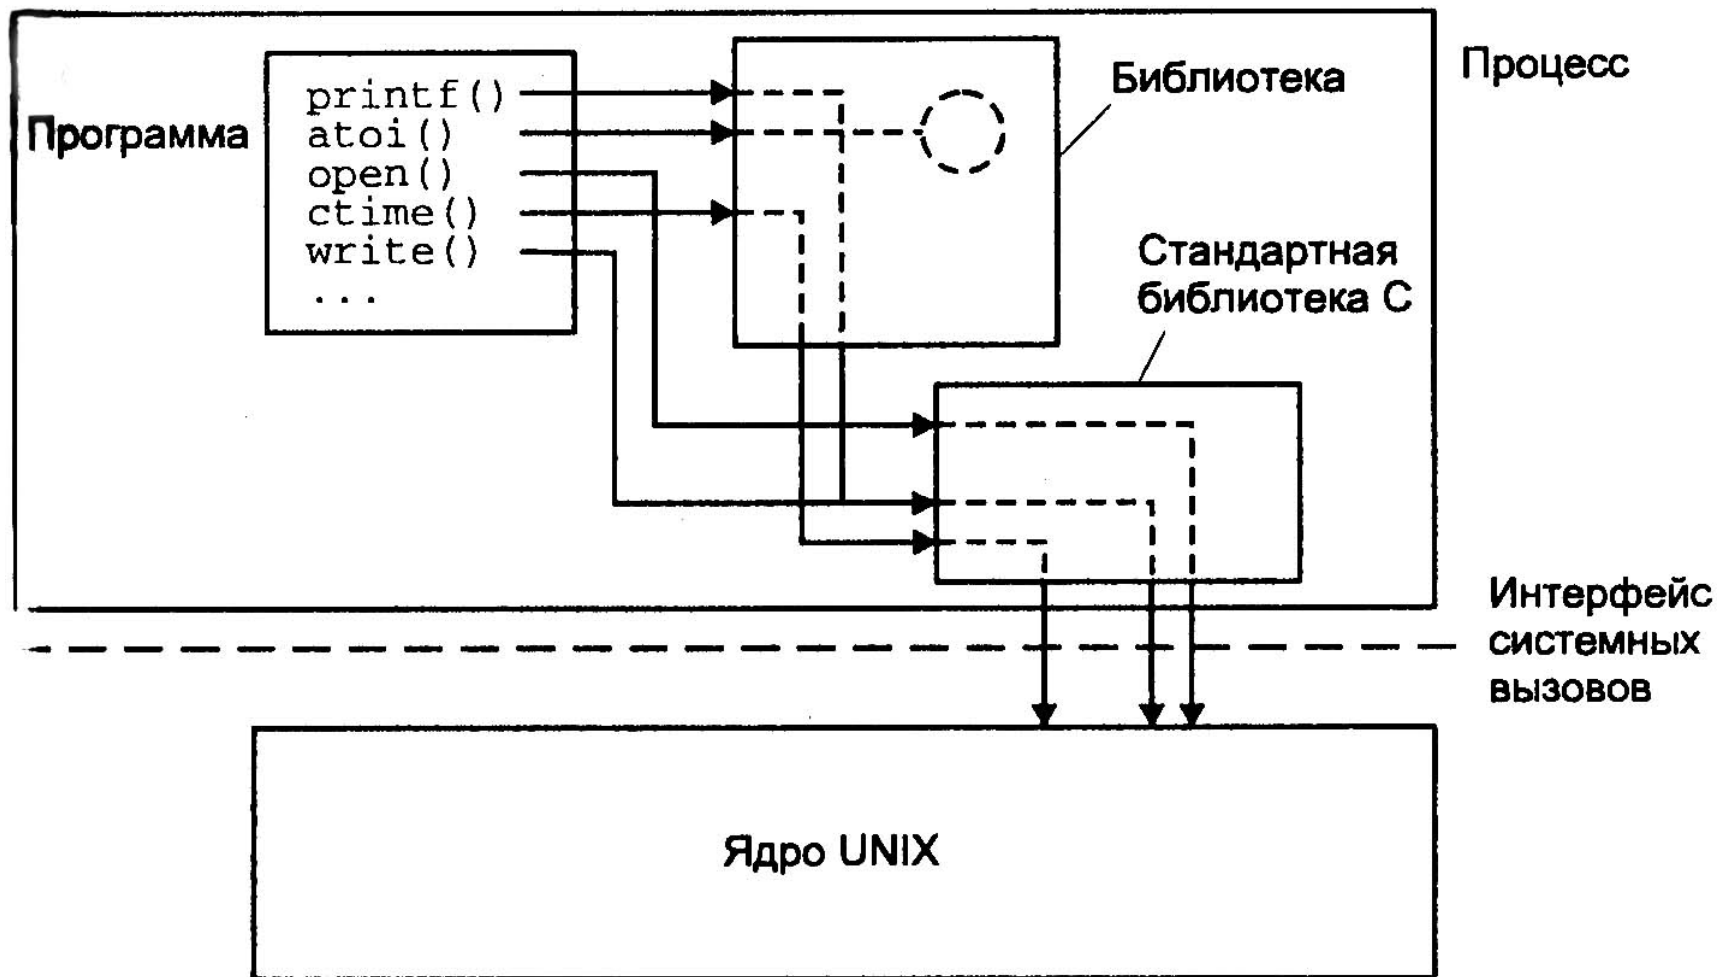 Процесс
Библиотека
Программа
printf()
atoi()
open()
ctime()
write()
...
Стандартная
библиотека C
Интерфейс
системных
вызовов
Ядро UNIX